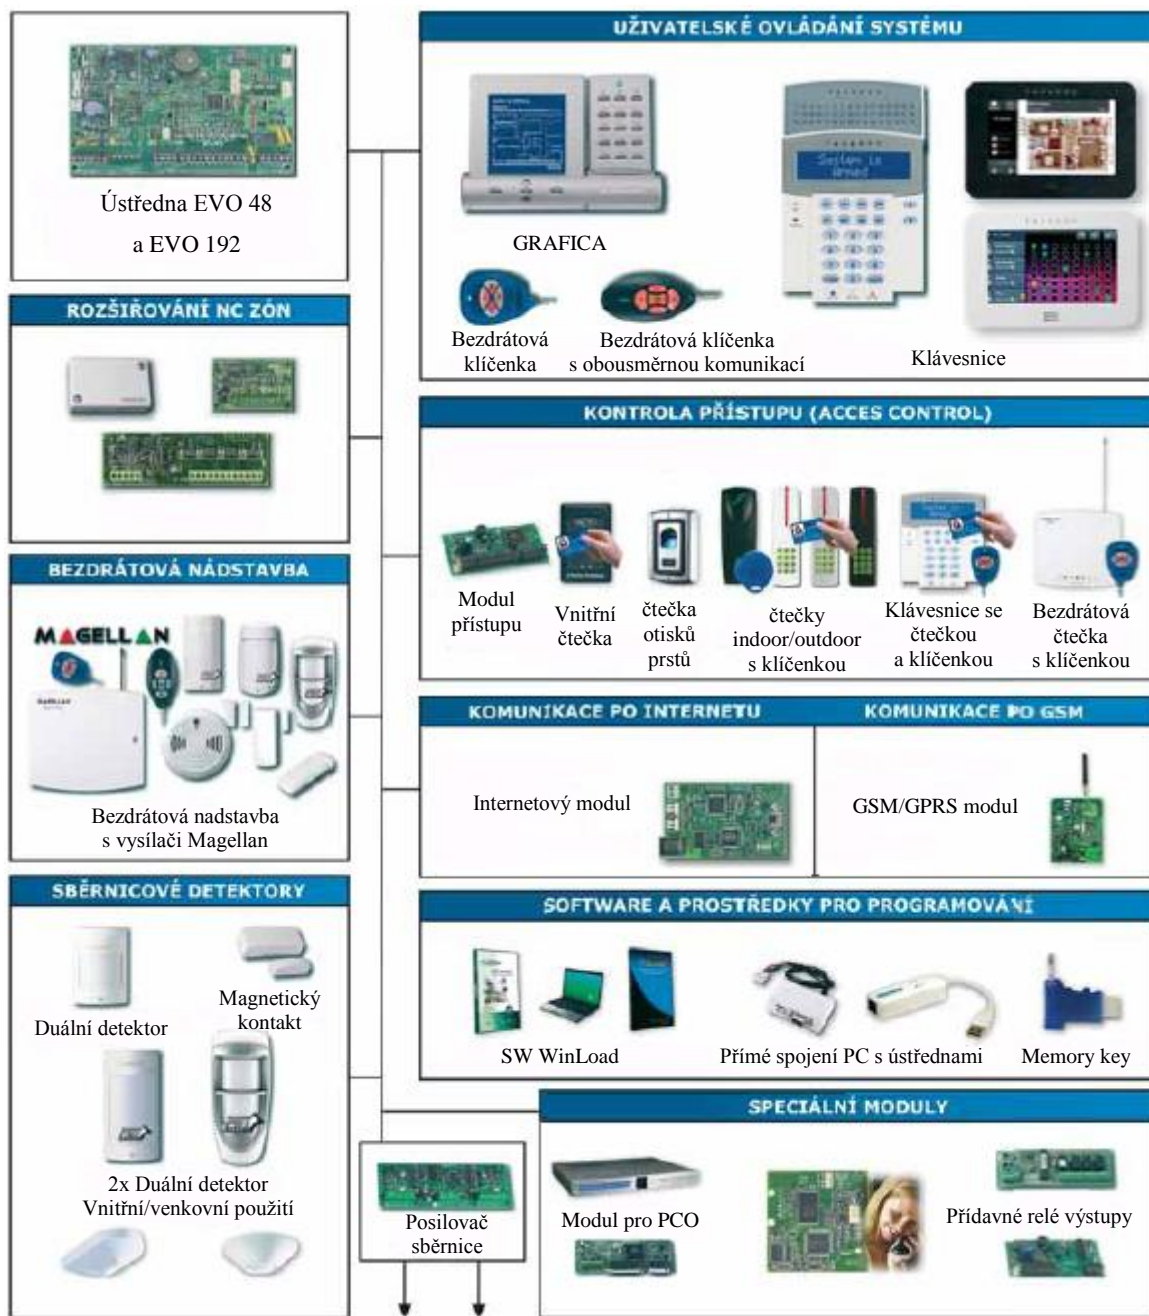 Ústředna EVO 48
a EVO 192
UŽIVATELSKÉ OVLÁDÁNÍ SYSTÉMU
System is
Armed
GRAFICA
Bezdrátová
klíčenka
Bezdrátová klíčenka
s obousměrnou komunikací
Klávesnice
ROZŠIŘOVÁNÍ NC ZÓN
KONTROLA PŘÍSTUPU (ACCES CONTROL)
Modul
přístupu
Vnitřní
čtečka
čtečka
otisků
prstů
čtečky
indoor/outdoor
s klíčenkou
Klávesnice se
čtečkou
a klíčenkou
Bezdrátová
čtečka
s klíčenkou
BEZDRÁTOVÁ NÁDSTAVBA
MAGELLAN
Bezdrátová nadstavba
s vysílači Magellan
KOMUNIKACE PO INTERNETU
Internetový modul
KOMUNIKACE PO GSM
GSM/GPRS modul
SBĚRNICOVÉ DETEKTORY
Duální detektor
Magnetický
kontakt
2x Duální detektor
Vnitřní/venkovní použití
SOFTWARE A PROSTŘEDKY PRO PROGRAMOVÁNÍ
SW WinLoad
Přímé spojení PC s ústřednami
Memory key
Posilovač
sběrnice
SPECIÁLNÍ MODULY
Modul pro PCO
Přídavné relé výstupy